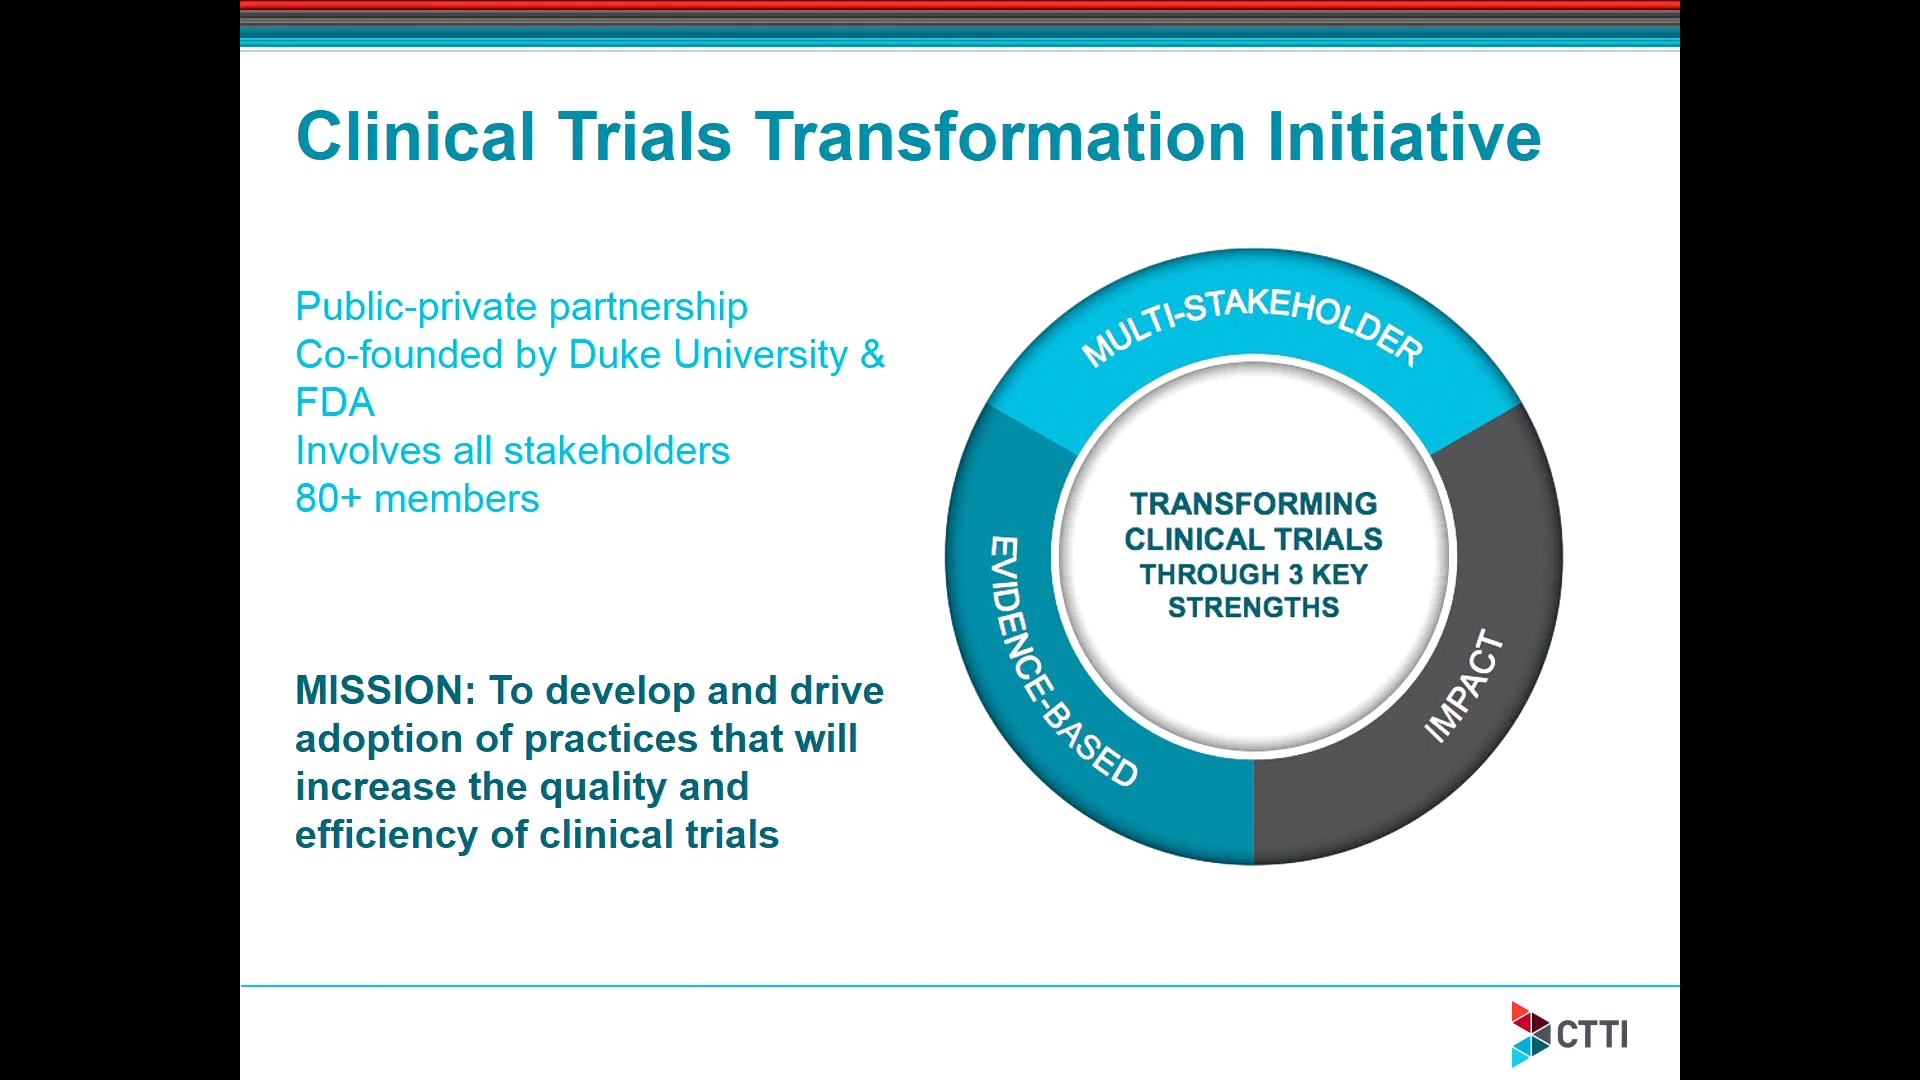 Clinical Trials Transformation Initiative
Public-private partnership
Co-founded by Duke University &
FDA
Involves all stakeholders
80+ members
MISSION: To develop and drive
adoption of practices that will
increase the quality and
efficiency of clinical trials
MULTI-STAKEHOLDER
EVIDENCE-BASED
IMPACT
TRANSFORMING
CLINICAL TRIALS
THROUGH 3 KEY
STRENGTHS
CTTI